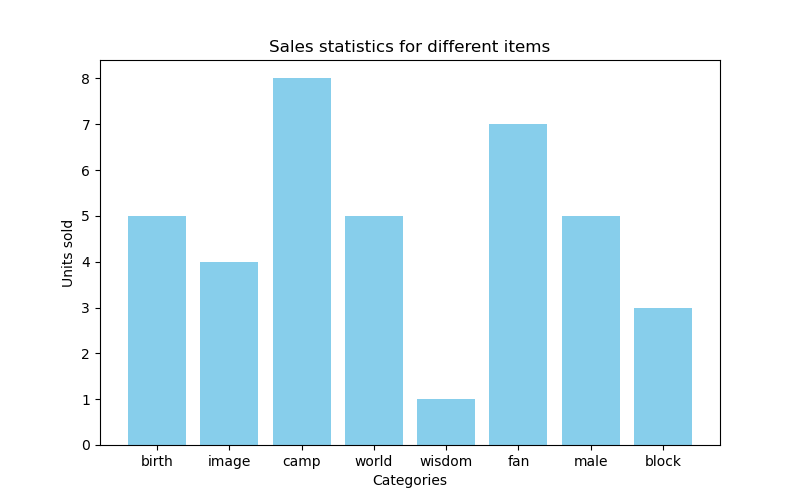 Sales statistics for different items
Units sold
8
7
6
5
4
3
2
1
0
birth image camp world wisdom fan male block
Categories